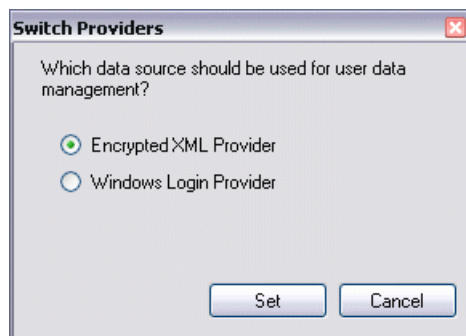 Switch Providers
Which data source should be used for user data
management?
Encrypted XML Provider
Windows Login Provider
Set
Cancel